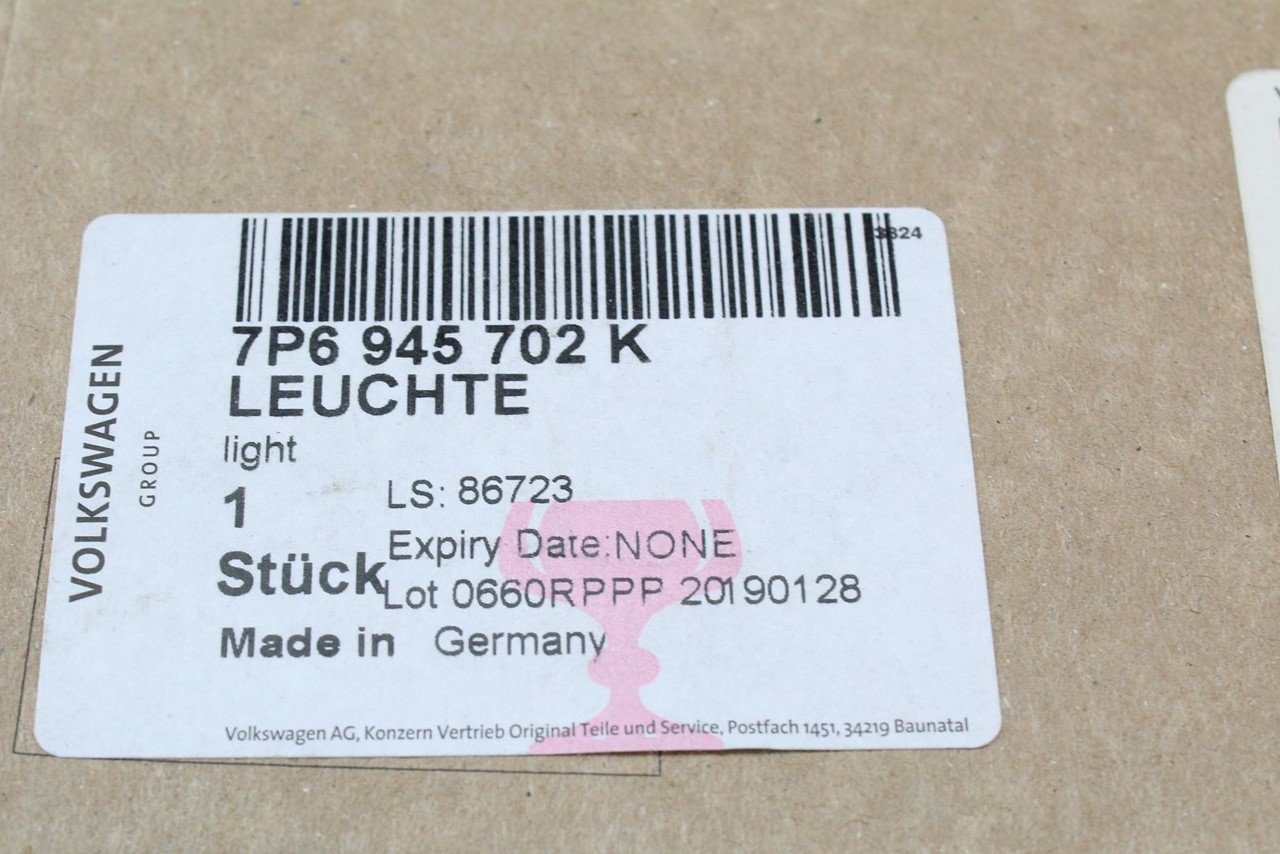 3824
7P6 945 702 K
LEUCHTE
light
1
LS: 86723
Expiry Date:NONE
Stück
Lot 0660RPPP 20190128
Made in Germany
Volkswagen AG, Konzern Vertrieb Original Teile und Service, Postfach 1451, 34219 Baunatal
VOLKSWAGEN
GROUP